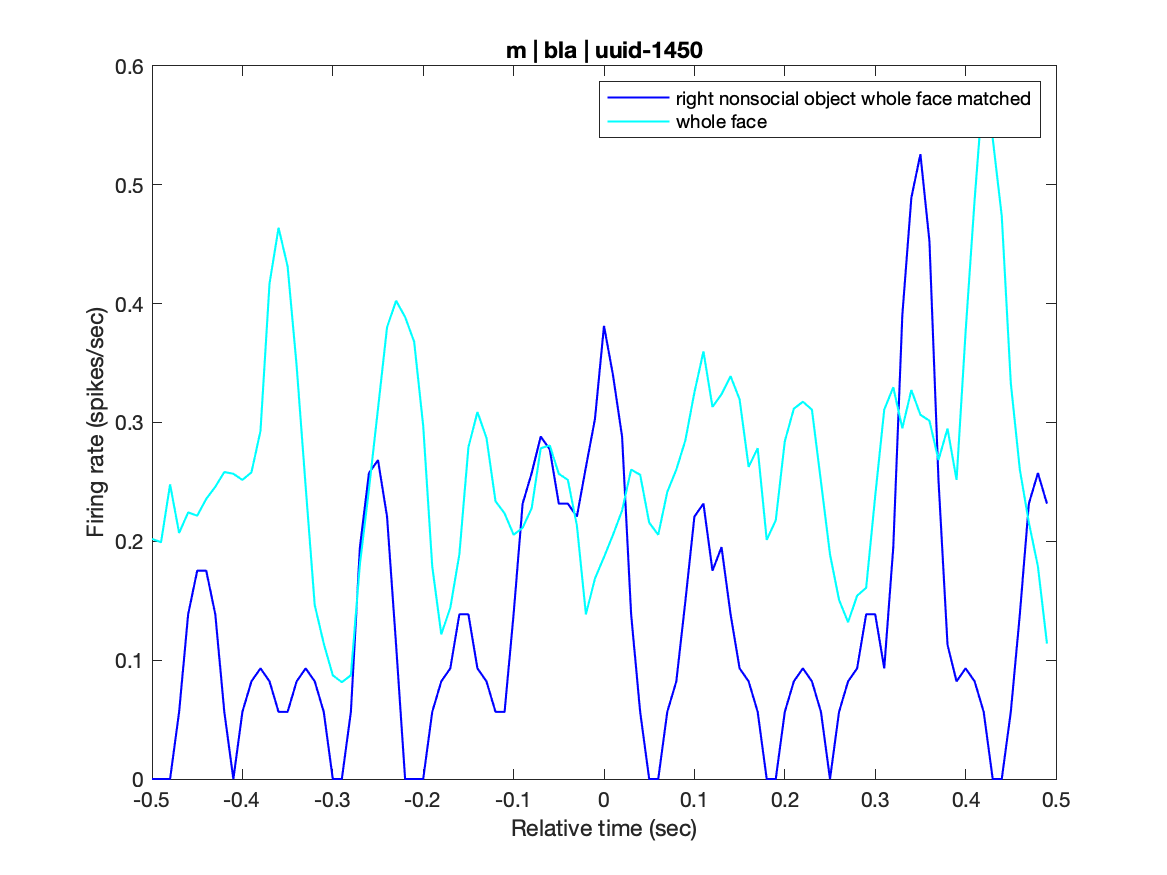 m | bla | uuid-1450
right nonsocial object whole face matched
whole face
Firing rate (spikes/sec)
0.6
0.5
0.4
0.3
0.2
0.1
0
-0.5 -0.4 -0.3 -0.2 -0.1 0 0.1 0.2 0.3 0.4 0.5
Relative time (sec)